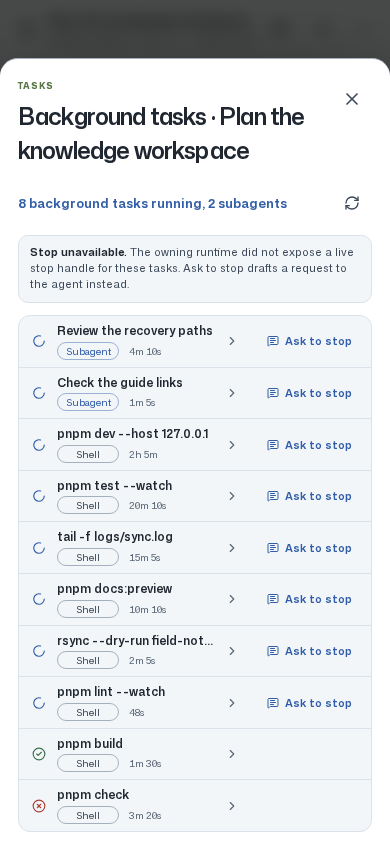 TASKS
Background tasks · Plan the
knowledge workspace
8 background tasks running, 2 subagents
Stop unavailable. The owning runtime did not expose a live
stop handle for these tasks. Ask to stop drafts a request to
the agent instead.
Review the recovery paths
Subagent 4m 10s
Ask to stop
Check the guide links
Subagent 1m 5s
Ask to stop
pnpm dev --host 127.0.0.1
Shell 2h 5m
Ask to stop
pnpm test --watch
Shell 20m 10s
Ask to stop
tail -f logs/sync.log
Shell 15m 5s
Ask to stop
pnpm docs:preview
Shell 10m 10s
Ask to stop
rsync --dry-run field-not...
Shell 2m 5s
Ask to stop
pnpm lint --watch
Shell 48s
Ask to stop
pnpm build
Shell 1m 30s
pnpm check
Shell 3m 20s